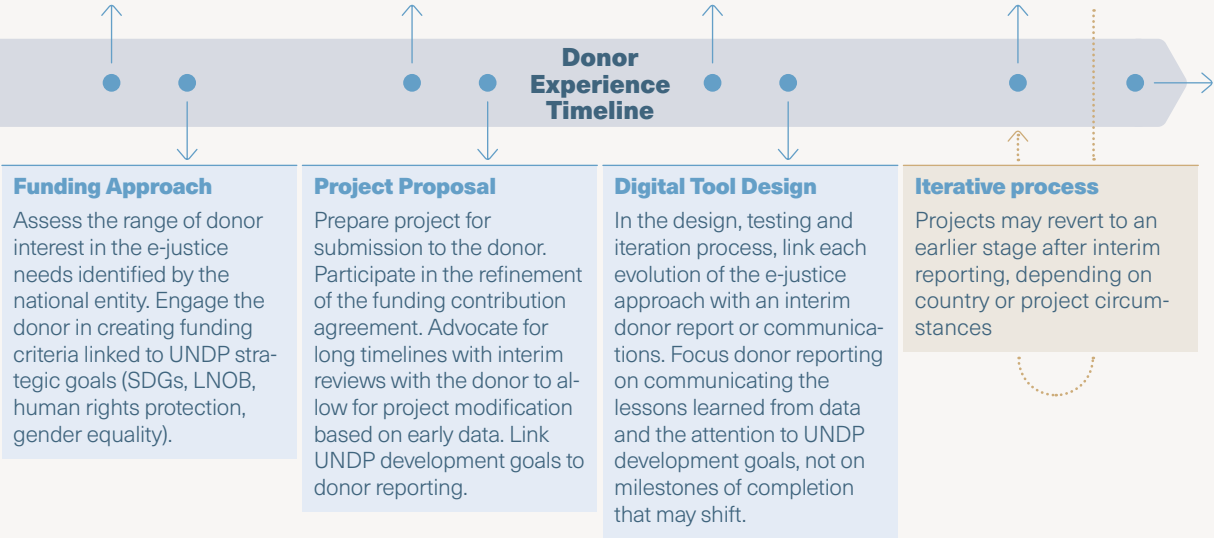 Donor
Experience
Timeline
Funding Approach
Assess the range of donor
interest in the e-justice
needs identified by the
national entity. Engage the
donor in creating funding
criteria linked to UNDP stra-
tegic goals (SDGs, LNOB,
human rights protection,
gender equality).
Project Proposal
Prepare project for
submission to the donor.
Participate in the refinement
of the funding contribution
agreement. Advocate for
long timelines with interim
reviews with the donor to al-
low for project modification
based on early data. Link
UNDP development goals to
donor reporting.
Digital Tool Design
In the design, testing and
iteration process, link each
evolution of the e-justice
approach with an interim
donor report or communica-
tions. Focus donor reporting
on communicating the
lessons learned from data
and the attention to UNDP
development goals, not on
milestones of completion
that may shift.
Iterative process
Projects may revert to an
earlier stage after interim
reporting, depending on
country or project circum-
stances